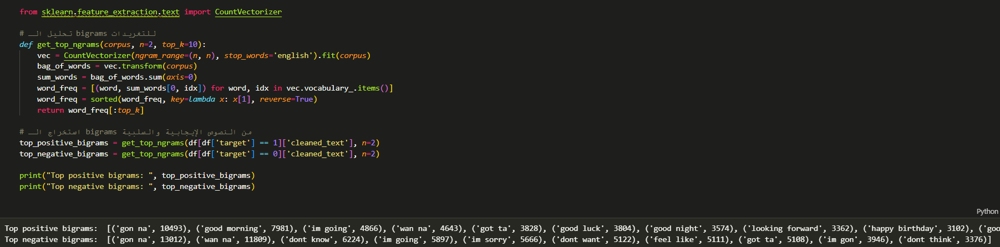 from sklearn.feature_extraction.text import CountVectorizer
# تحليل الـ bigrams للتغريدات
def get_top_ngrams(corpus, n=2, top_k=10):
    vec = CountVectorizer(ngram_range=(n, n), stop_words='english').fit(corpus)
    bag_of_words = vec.transform(corpus)
    sum_words = bag_of_words.sum(axis=0)
    word_freq = [(word, sum_words[0, idx]) for word, idx in vec.vocabulary_.items()]
    word_freq = sorted(word_freq, key=lambda x: x[1], reverse=True)
    return word_freq[:top_k]
# استخراج الـ bigrams من النصوص الإيجابية والسلبية
top_positive_bigrams = get_top_ngrams(df[df['target'] == 1]['cleaned_text'], n=2)
top_negative_bigrams = get_top_ngrams(df[df['target'] == 0]['cleaned_text'], n=2)
print("Top positive bigrams: ", top_positive_bigrams)
print("Top negative bigrams: ", top_negative_bigrams)
Python
Top positive bigrams:  [('gon na', 10493), ('good morning', 7981), ('im going', 4866), ('wan na', 4643), ('got ta', 3828), ('good luck', 3804), ('good night', 3574), ('looking forward', 3362), ('happy birthday', 3102), ('goo
Top negative bigrams:  [('gon na', 13012), ('wan na', 11809), ('dont know', 6224), ('im going', 5897), ('im sorry', 5666), ('dont want', 5122), ('feel like', 5111), ('got ta', 5108), ('im gon', 3946), ('dont think', 3376)]